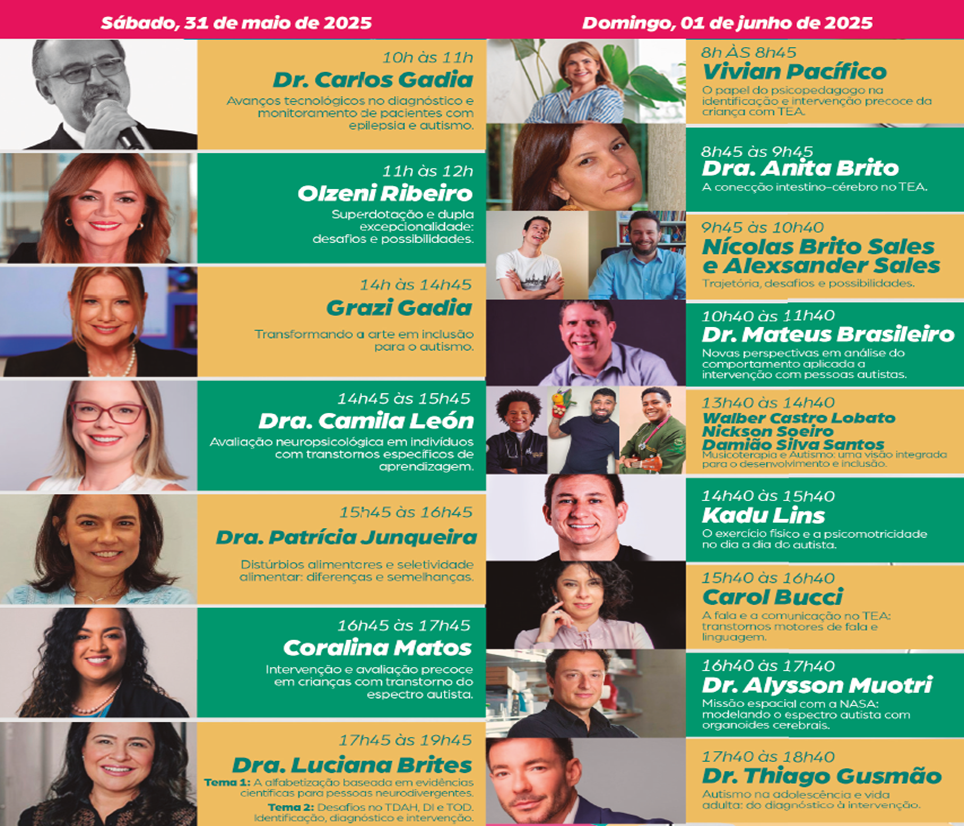 Sábado, 31 de maio de 2025
10h às 11h
Dr. Carlos Gadia
Avanços tecnológicos no diagnóstico e
monitoramento de pacientes com
epilepsia e autismo.
11h às 12h
Olzeni Ribeiro
Superdotação e dupla
excepcionalidade:
desafios e possibilidades.
14h às 14h45
Grazi Gadia
Transformando a arte em inclusão
para o autismo.
14h45 às 15h45
Dra. Camila León
Avaliação neuropsicológica em indivíduos
com transtornos específicos de
aprendizagem.
15h45 às 16h45
Dra. Patrícia Junqueira
Distúrbios alimentares e seletividade
alimentar: diferenças e semelhanças.
16h45 às 17h45
Coralina Matos
Intervenção e avaliação precoce
em crianças com transtorno do
espectro autista.
17h45 às 19h45
Dra. Luciana Brites
Tema 1: A alfabetização baseada em evidências
científicas para pessoas neurodivergentes.
Tema 2: Desafios no TDAH, DI e TOD.
Identificação, diagnóstico e intervenção.
Domingo, 01 de junho de 2025
8h ÀS 8h45
Vivian Pacífico
O papel do psicopedagogo na
identificação e intervenção precoce da
criança com TEA.
8h45 às 9h45
Dra. Anita Brito
A conecção intestino-cérebro no TEA.
9h45 às 10h40
Nícolas Brito Sales
e Alexsander Sales
Trajetória, desafios e possibilidades.
10h40 às 11h40
Dr. Mateus Brasileiro
Novas perspectivas em análise do
comportamento aplicada a
intervenção com pessoas autistas.
13h40 às 14h40
Walber Castro Lobato
Nickson Soeiro
Damião Silva Santos
Musicoterapia e Autismo: uma visão integrada
para o desenvolvimento e inclusão.
14h40 às 15h40
Kadu Lins
O exercício físico e a psicomotricidade
no dia a dia do autista.
15h40 às 16h40
Carol Bucci
A fala e a comunicação no TEA:
transtornos motores de fala e
linguagem.
16h40 às 17h40
Dr. Alysson Muotri
Missão espacial com a NASA:
modelando o espectro autista com
organoides cerebrais.
17h40 às 18h40
Dr. Thiago Gusmão
Autismo na adolescência e vida
adulta: do diagnóstico à intervenção.